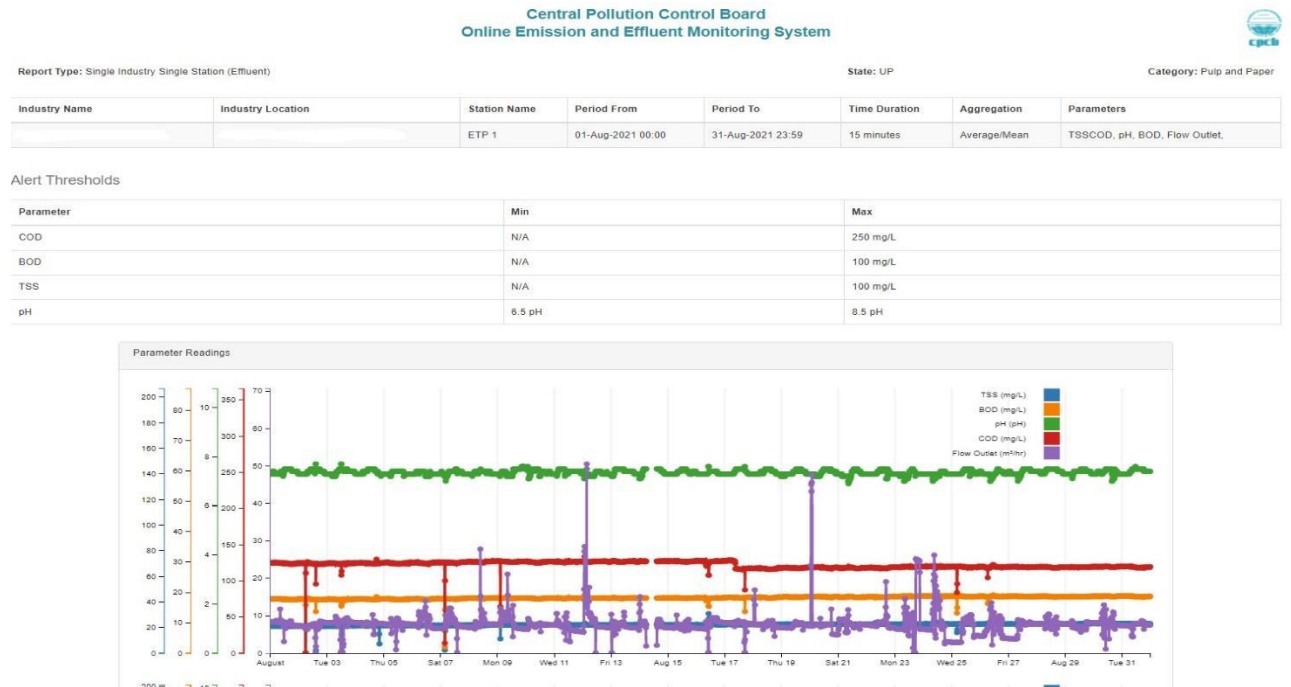 Central Pollution Control Board
Online Emission and Effluent Monitoring System
cpcb
Report Type: Single Industry Single Station (Effluent) State: UP Category: Pulp and Paper
Industry Name Industry Location Station Name Period From Period To Time Duration Aggregation Parameters
ETP 1 01-Aug-2021 00:00 31-Aug-2021 23:59 15 minutes Average/Mean TSSCOD, pH, BOD, Flow Outlet,
Alert Thresholds
Parameter Min Max
COD N/A 250 mg/L
BOD N/A 100 mg/L
TSS N/A 100 mg/L
pH 6.5 pH 8.5 pH
Parameter Readings
200 180 160 140 120 100 80 60 40 20 0
80 70 60 50 40 30 20 10 0
10 8 6 4 2 0
350 300 250 200 150 100 50 0
70 60 50 40 30 20 10 0
TSS (mg/L)
BOD (mg/L)
pH (pH)
COD (mg/L)
Flow Outlet (m³/hr)
August Tue 03 Thu 05 Sat 07 Mon 09 Wed 11 Fri 13 Aug 15 Tue 17 Thu 19 Sat 21 Mon 23 Wed 25 Fri 27 Aug 29 Tue 31